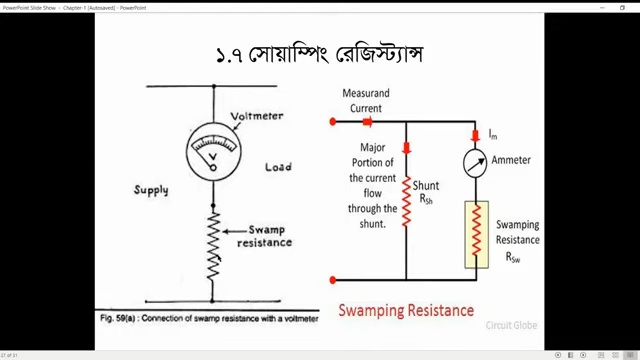 PowerPoint Slide Show - Chapter-1 [Autosaved] - PowerPoint
১.৭ সোয়াম্পিং রেজিস্ট্যান্স
Voltmeter
V
Load
Supply
Swamp
resistance
Fig. 59(a) : Connection of swamp resistance with a voltmeter
Measurand
Current
Im
Major
Portion of
the current
flow
through the
shunt.
Shunt
RSh
Ammeter
Swamping
Resistance
RSw
Swamping Resistance
Circuit Globe